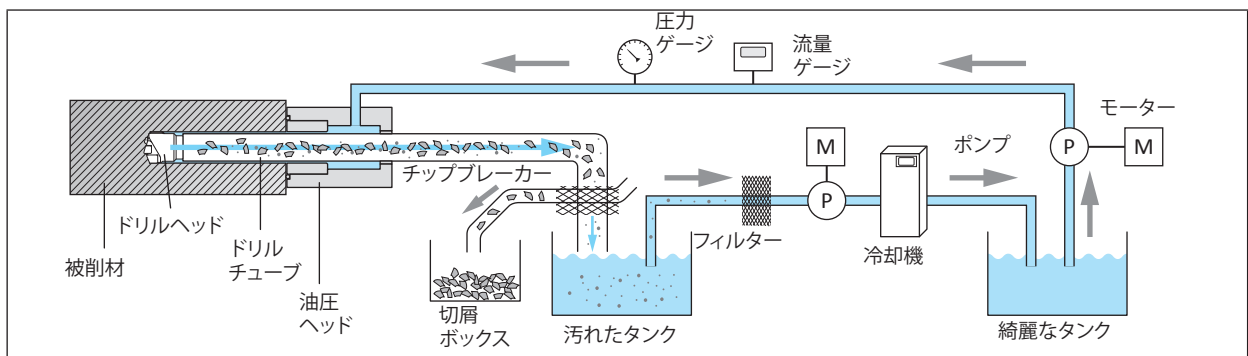 圧力
ゲージ
流量
ゲージ
モーター
P
M
M
ポンプ
P
チップブレーカー
フィルター
冷却機
ドリルヘッド
ドリル
チューブ
被削材
油圧
ヘッド
切屑
ボックス
汚れたタンク
綺麗なタンク